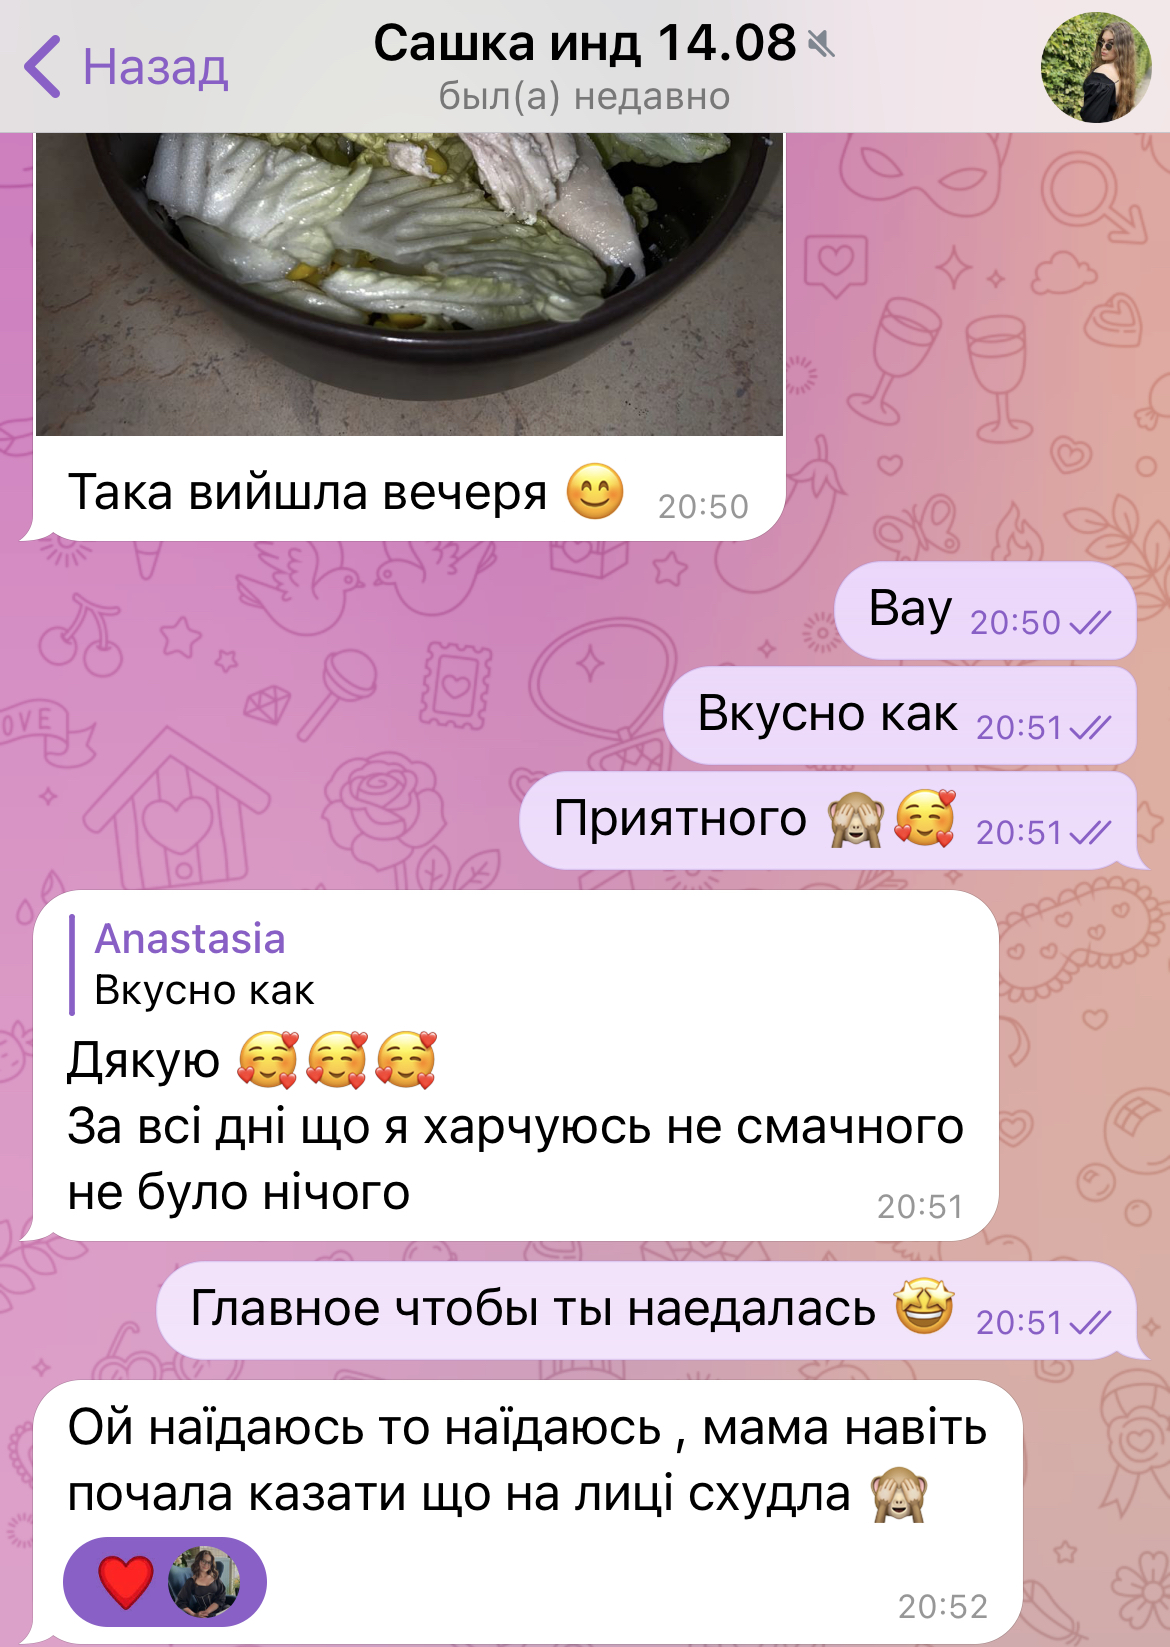 Назад
Сашка инд 14.08
был(а) недавно
Така вийшла вечеря 😊 20:50
Вау 20:50
Вкусно как 20:51
Приятного 🙈🥰 20:51
Anastasia
Вкусно как
Дякую 🥰🥰🥰
За всі дні що я харчуюсь не смачного
не було нічого 20:51
Главное чтобы ты наедалась 🤩 20:51
Ой наїдаюсь то наїдаюсь , мама навіть
почала казати що на лиці схудла 🙈
❤️ 20:52